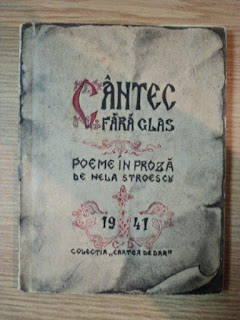 CÂNTEC
FĂRĂ GLAS
POEME ÎN PROZĂ
DE NELA STROESCU
19 41
C D
COLECȚIA „CARTEA DE DAR"